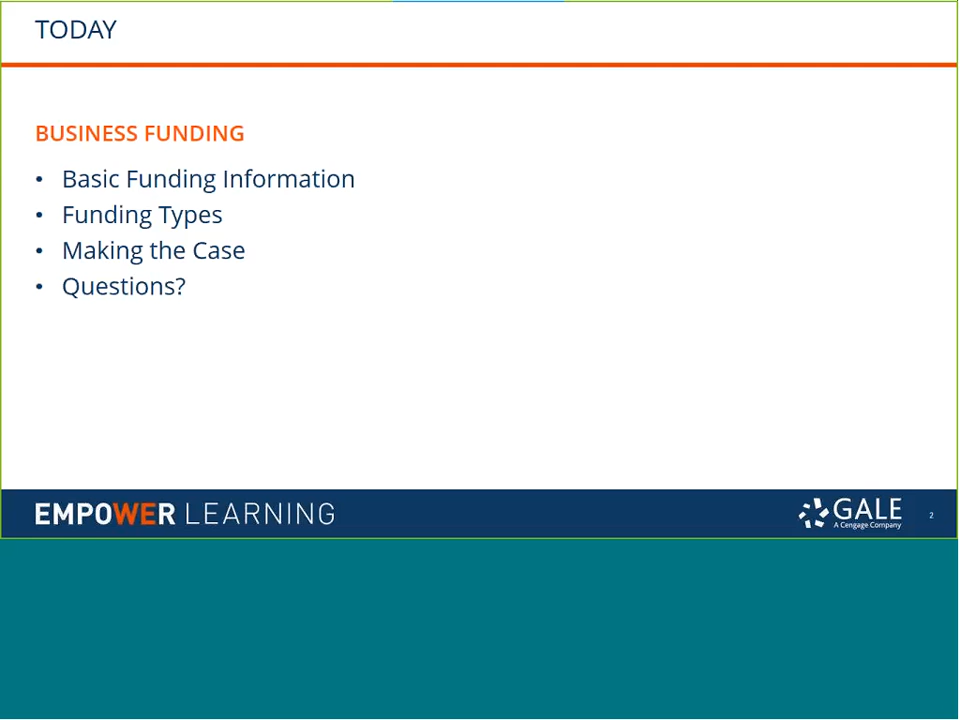 TODAY
BUSINESS FUNDING
• Basic Funding Information
• Funding Types
• Making the Case
• Questions?
EMPOWER LEARNING
GALE
A Cengage Company
2